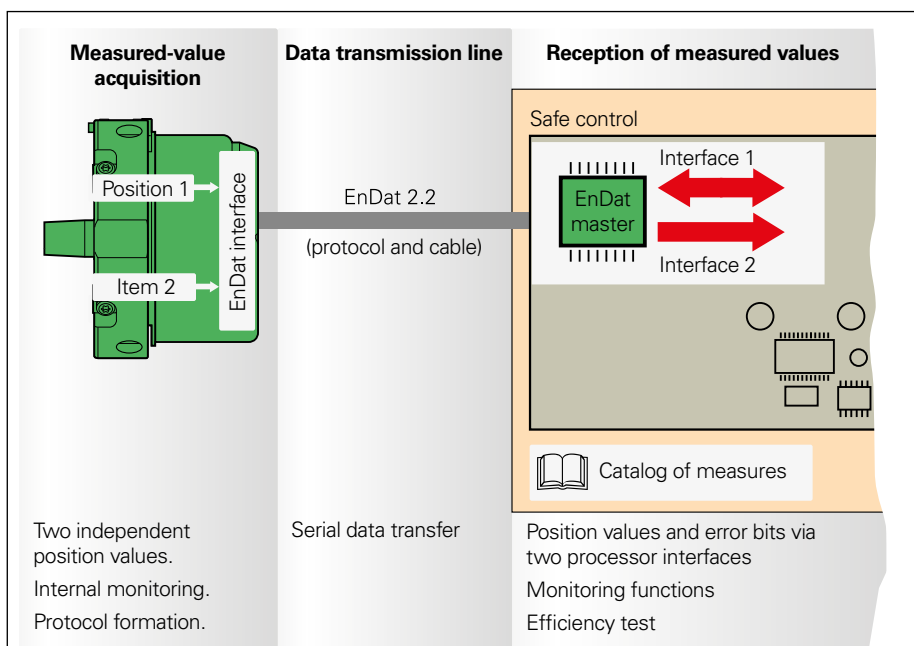 Measured-value
acquisition
Data transmission line
Reception of measured values
Safe control
Position 1
Item 2
EnDat interface
EnDat 2.2
(protocol and cable)
EnDat
master
Interface 1
Interface 2
Catalog of measures
Two independent
position values.
Internal monitoring.
Protocol formation.
Serial data transfer
Position values and error bits via
two processor interfaces
Monitoring functions
Efficiency test